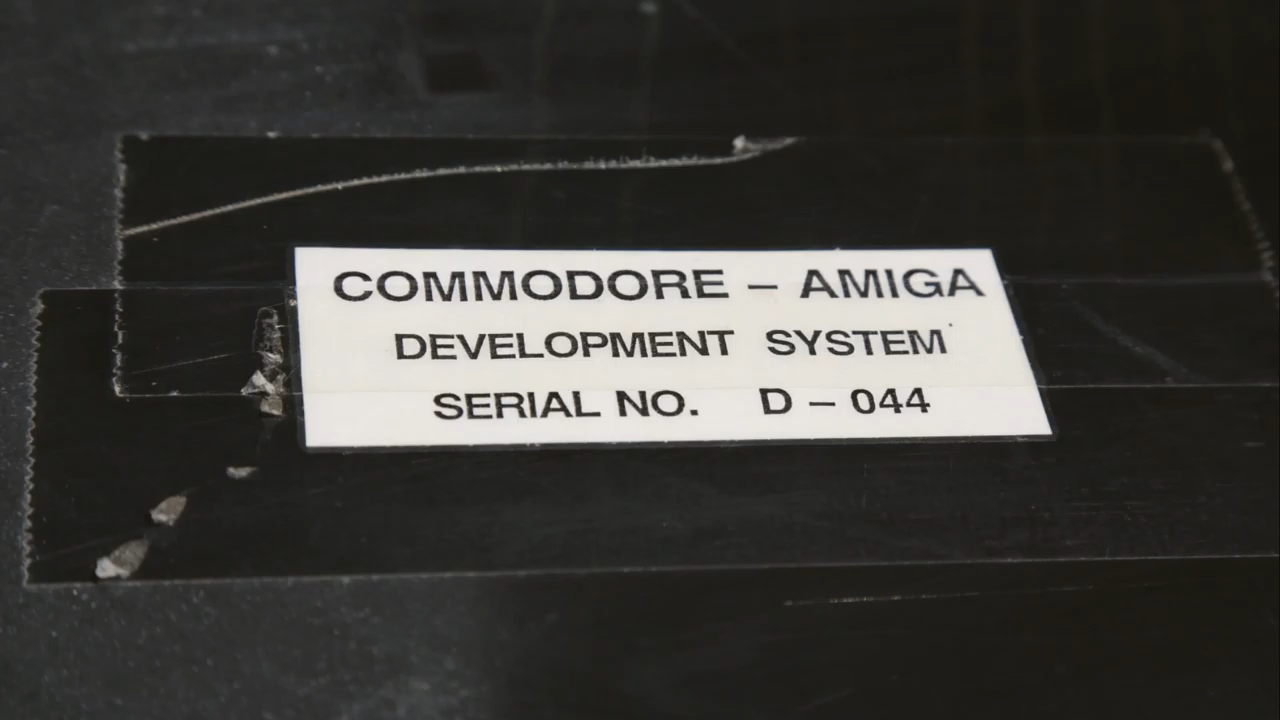 COMMODORE – AMIGA
DEVELOPMENT SYSTEM
SERIAL NO. D – 044